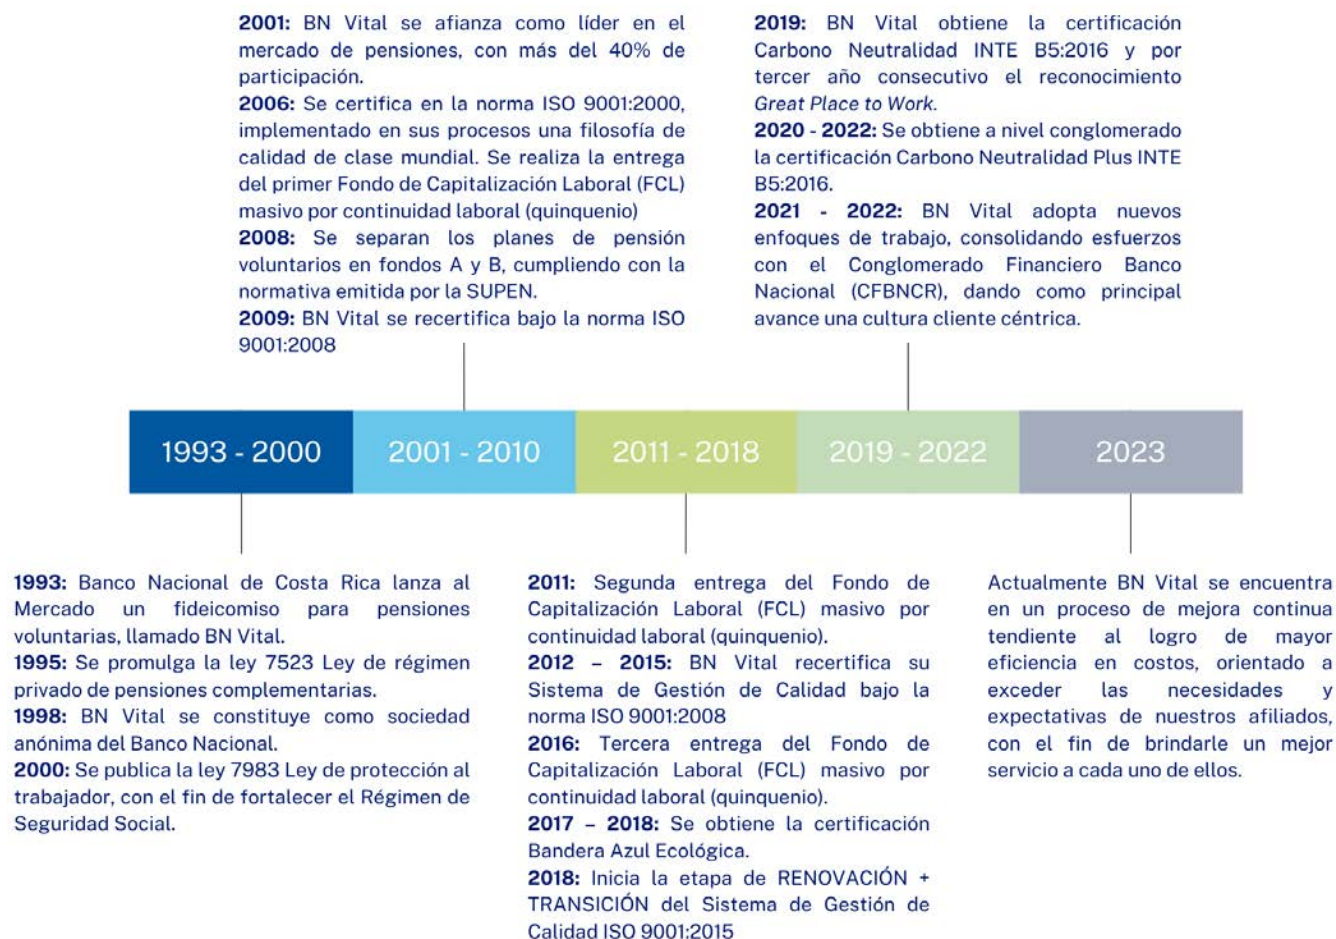 2001: BN Vital se afianza como líder en el
mercado de pensiones, con más del 40% de
participación.
2006: Se certifica en la norma ISO 9001:2000,
implementado en sus procesos una filosofía de
calidad de clase mundial. Se realiza la entrega
del primer Fondo de Capitalización Laboral (FCL)
masivo por continuidad laboral (quinquenio)
2008: Se separan los planes de pensión
voluntarios en fondos A y B, cumpliendo con la
normativa emitida por la SUPEN.
2009: BN Vital se recertifica bajo la norma ISO
9001:2008
2019: BN Vital obtiene la certificación
Carbono Neutralidad INTE B5:2016 y por
tercer año consecutivo el reconocimiento
Great Place to Work.
2020 - 2022: Se obtiene a nivel conglomerado
la certificación Carbono Neutralidad Plus INTE
B5:2016.
2021 - 2022: BN Vital adopta nuevos
enfoques de trabajo, consolidando esfuerzos
con el Conglomerado Financiero Banco
Nacional (CFBNCR), dando como principal
avance una cultura cliente céntrica.
1993 - 2000
2001 - 2010
2011 - 2018
2019 - 2022
2023
1993: Banco Nacional de Costa Rica lanza al
Mercado un fideicomiso para pensiones
voluntarias, llamado BN Vital.
1995: Se promulga la ley 7523 Ley de régimen
privado de pensiones complementarias.
1998: BN Vital se constituye como sociedad
anónima del Banco Nacional.
2000: Se publica la ley 7983 Ley de protección al
trabajador, con el fin de fortalecer el Régimen de
Seguridad Social.
2011: Segunda entrega del Fondo de
Capitalización Laboral (FCL) masivo por
continuidad laboral (quinquenio).
2012 – 2015: BN Vital recertifica su
Sistema de Gestión de Calidad bajo la
norma ISO 9001:2008
2016: Tercera entrega del Fondo de
Capitalización Laboral (FCL) masivo por
continuidad laboral (quinquenio).
2017 – 2018: Se obtiene la certificación
Bandera Azul Ecológica.
2018: Inicia la etapa de RENOVACIÓN +
TRANSICIÓN del Sistema de Gestión de
Calidad ISO 9001:2015
Actualmente BN Vital se encuentra
en un proceso de mejora continua
tendiente al logro de mayor
eficiencia en costos, orientado a
exceder las necesidades y
expectativas de nuestros afiliados,
con el fin de brindarle un mejor
servicio a cada uno de ellos.